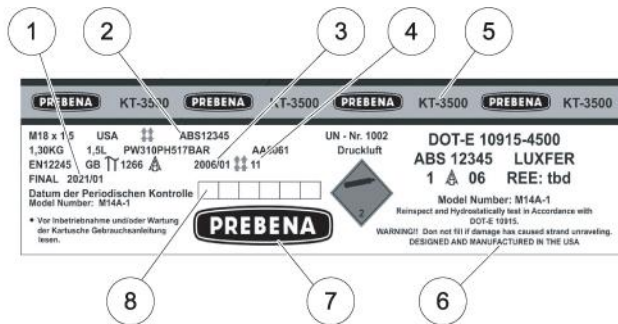 1 2 3 4 5
PREBENA KT-3500 PREBENA KT-3500 PREBENA KT-3500 PREBENA KT-3500
M18 x 1,5 USA ABS12345
1,30KG 1,5L PW310PH517BAR AA6061
EN12245 GB 1266 2006/01 11
FINAL 2021/01
Datum der Periodischen Kontrolle
Model Number: M14A-1
• Vor Inbetriebnahme und/oder Wartung
der Kartusche Gebrauchsanleitung
lesen.
PREBENA
UN - Nr. 1002
Druckluft
2
DOT-E 10915-4500
ABS 12345 LUXFER
1 06 REE: tbd
Model Number: M14A-1
Reinspect and Hydrostatically test in Accordance with
DOT-E 10915.
WARNING!! Don not fill if damage has caused strand unraveling.
DESIGNED AND MANUFACTURED IN THE USA
8 7 6